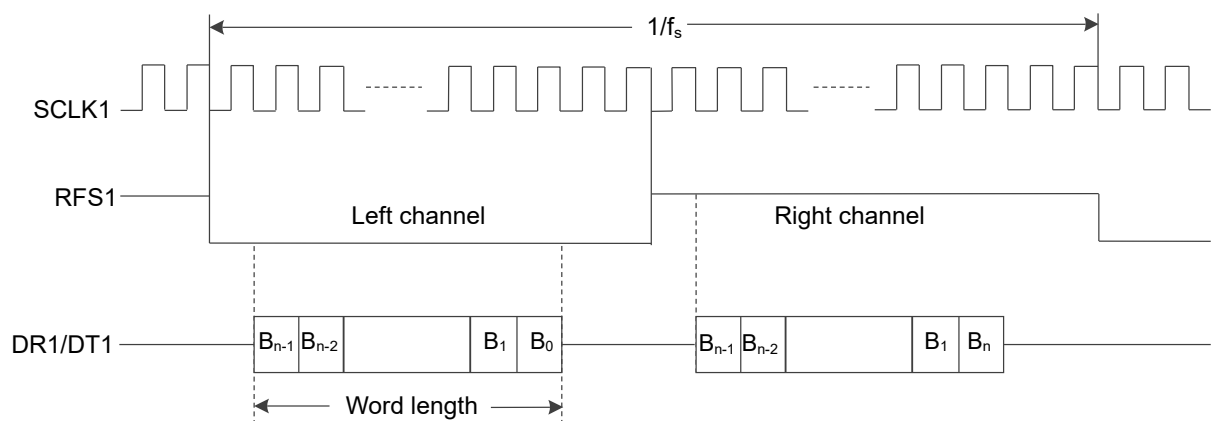 1/fs
SCLK1
RFS1
Left channel
Right channel
DR1/DT1
Bn-1 Bn-2 B1 B0 Bn-1 Bn-2 B1 Bn
Word length